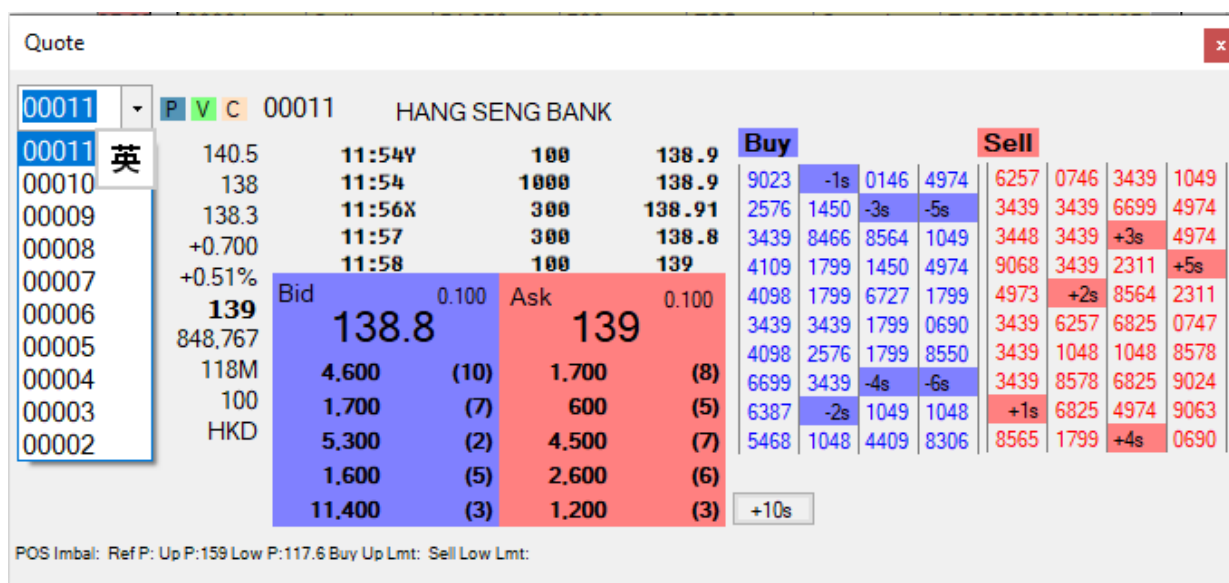 Quote
x
00011 P V C 00011 HANG SENG BANK
00011 英
00010
00009
00008
00007
00006
00005
00004
00003
00002
140.5
138
138.3
+0.700
+0.51%
139
848,767
118M
100
HKD
11:54Y 100 138.9
11:54 1000 138.9
11:56X 300 138.91
11:57 300 138.8
11:58 100 139
Bid 0.100 Ask 0.100
138.8 139
4,600 (10) 1,700 (8)
1,700 (7) 600 (5)
5,300 (2) 4,500 (7)
1,600 (5) 2,600 (6)
11,400 (3) 1,200 (3)
Buy Sell
9023 -1s 0146 4974 6257 0746 3439 1049
2576 1450 -3s -5s 3439 3439 6699 4974
3439 8466 8564 1049 3448 3439 +3s 4974
4109 1799 1450 4974 9068 3439 2311 +5s
4098 1799 6727 1799 4973 +2s 8564 2311
3439 3439 1799 0690 3439 6257 6825 0747
4098 2576 1799 8550 3439 1048 1048 8578
6699 3439 -4s -6s 3439 8578 6825 9024
6387 -2s 1049 1048 +1s 6825 4974 9063
5468 1048 4409 8306 8565 1799 +4s 0690
+10s
POS Imbal: Ref P: Up P:159 Low P:117.6 Buy Up Lmt: Sell Low Lmt: